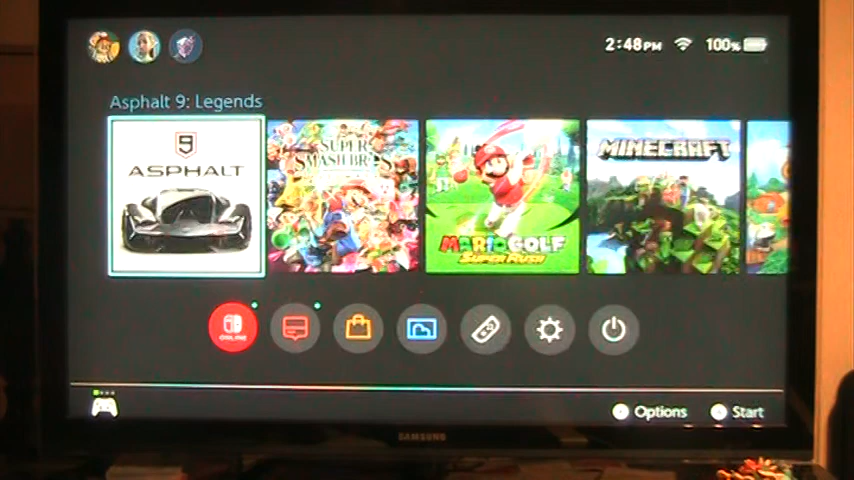 2:48PM 100%
Asphalt 9: Legends
9
ASPHALT
SUPER
SMASH BROS
MARIO GOLF
SUPER RUSH
MINECRAFT
ONLINE
Options
Start
SAMSUNG